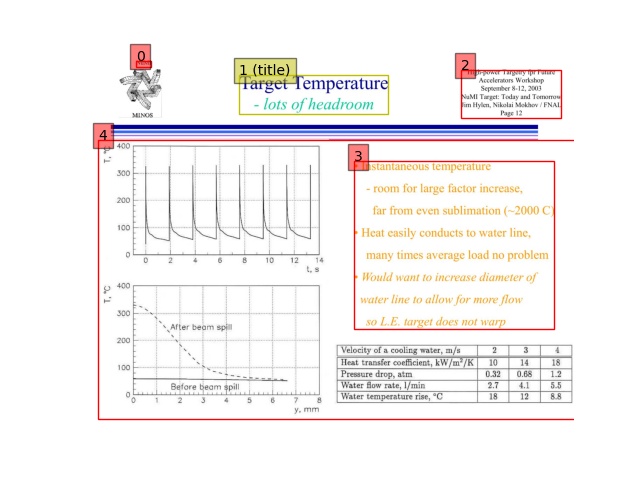 0
1 (title)
2
Target Temperature
- lots of headroom
High-power Targetry for Future
Accelerators Workshop
September 8-12, 2003
NuMI Target: Today and Tomorrow
Jim Hylen, Nikolai Mokhov / FNAL
Page 12
MINOS
4
3
T, °C
400
300
200
100
0
0 2 4 6 8 10 12 14
t, s
T, °C
400
300
200
100
0
After beam spill
Before beam spill
0 1 2 3 4 5 6 7 8
y, mm
• Instantaneous temperature
- room for large factor increase,
far from even sublimation (~2000 C)
• Heat easily conducts to water line,
many times average load no problem
• Would want to increase diameter of
water line to allow for more flow
so L.E. target does not warp
Velocity of a cooling water, m/s 2 3 4
Heat transfer coefficient, kW/m²/K 10 14 18
Pressure drop, atm 0.32 0.68 1.2
Water flow rate, l/min 2.7 4.1 5.5
Water temperature rise, °C 18 12 8.8